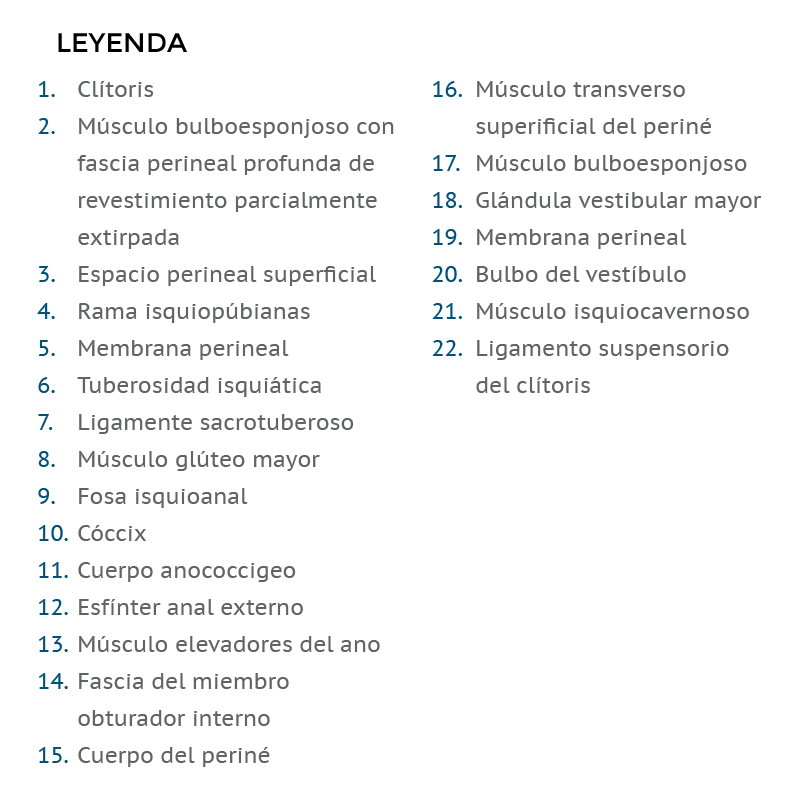 LEYENDA
1. Clítoris
2. Músculo bulboesponjoso con
fascia perineal profunda de
revestimiento parcialmente
extirpada
3. Espacio perineal superficial
4. Rama isquiopúbianas
5. Membrana perineal
6. Tuberosidad isquiática
7. Ligamente sacrotuberoso
8. Músculo glúteo mayor
9. Fosa isquioanal
10. Cóccix
11. Cuerpo anococcigeo
12. Esfínter anal externo
13. Músculo elevadores del ano
14. Fascia del miembro
obturador interno
15. Cuerpo del periné
16. Músculo transverso
superificial del periné
17. Músculo bulboesponjoso
18. Glándula vestibular mayor
19. Membrana perineal
20. Bulbo del vestíbulo
21. Músculo isquiocavernoso
22. Ligamento suspensorio
del clítoris